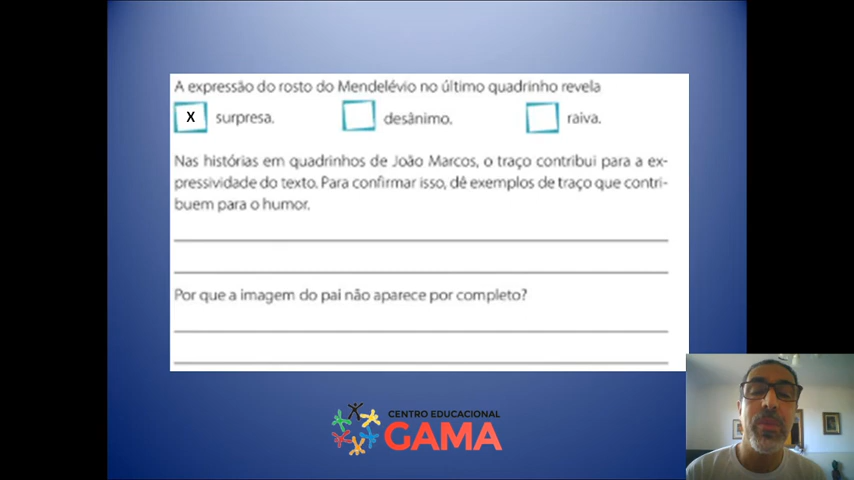 A expressão do rosto do Mendelévio no último quadrinho revela
X surpresa. desânimo. raiva.
Nas histórias em quadrinhos de João Marcos, o traço contribui para a ex-
pressividade do texto. Para confirmar isso, dê exemplos de traço que contri-
buem para o humor.
Por que a imagem do pai não aparece por completo?
CENTRO EDUCACIONAL
GAMA